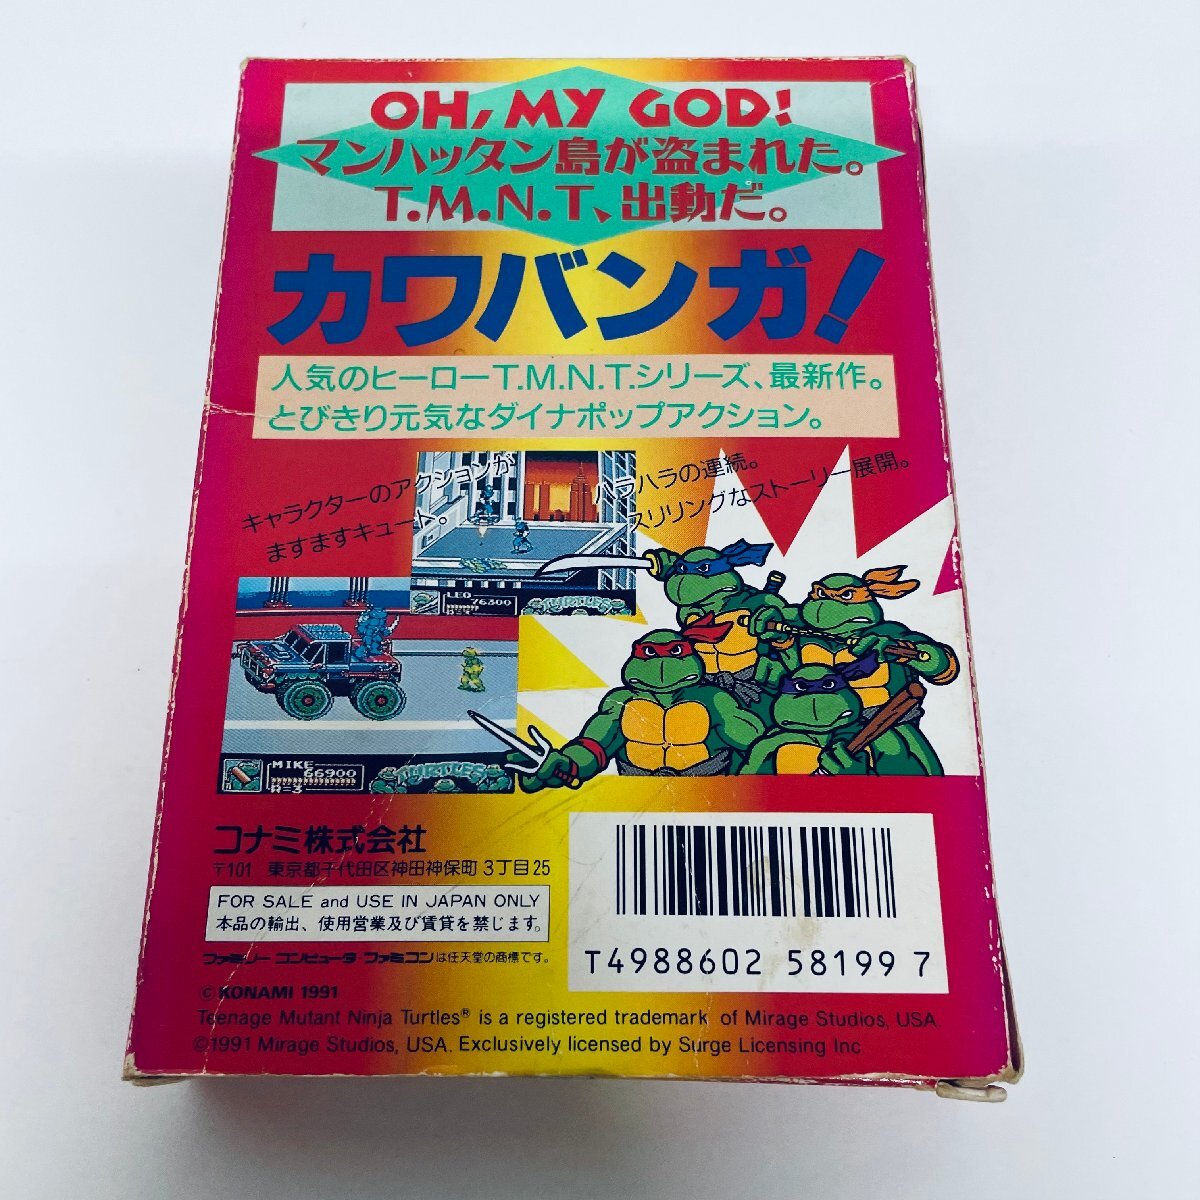 OH, MY GOD!
マンハッタン島が盗まれた。
T.M.N.T、出動だ。
カワバンガ!
人気のヒーローT.M.N.T.シリーズ、最新作。
とびきり元気なダイナポップアクション。
キャラクターのアクションが
ますますキュート。
ハラハラの連続。
スリリングなストーリー展開。
LEO
76300
TURTLES
MIKE
66900
R-3
TURTLES
コナミ株式会社
〒101 東京都千代田区神田神保町3丁目25
FOR SALE and USE IN JAPAN ONLY
本品の輸出、使用営業及び賃貸を禁じます。
ファミリーコンピュータ・ファミコンは任天堂の商標です。
T4988602 581997
© KONAMI 1991
Teenage Mutant Ninja Turtles® is a registered trademark of Mirage Studios, USA.
©1991 Mirage Studios, USA. Exclusively licensed by Surge Licensing Inc.